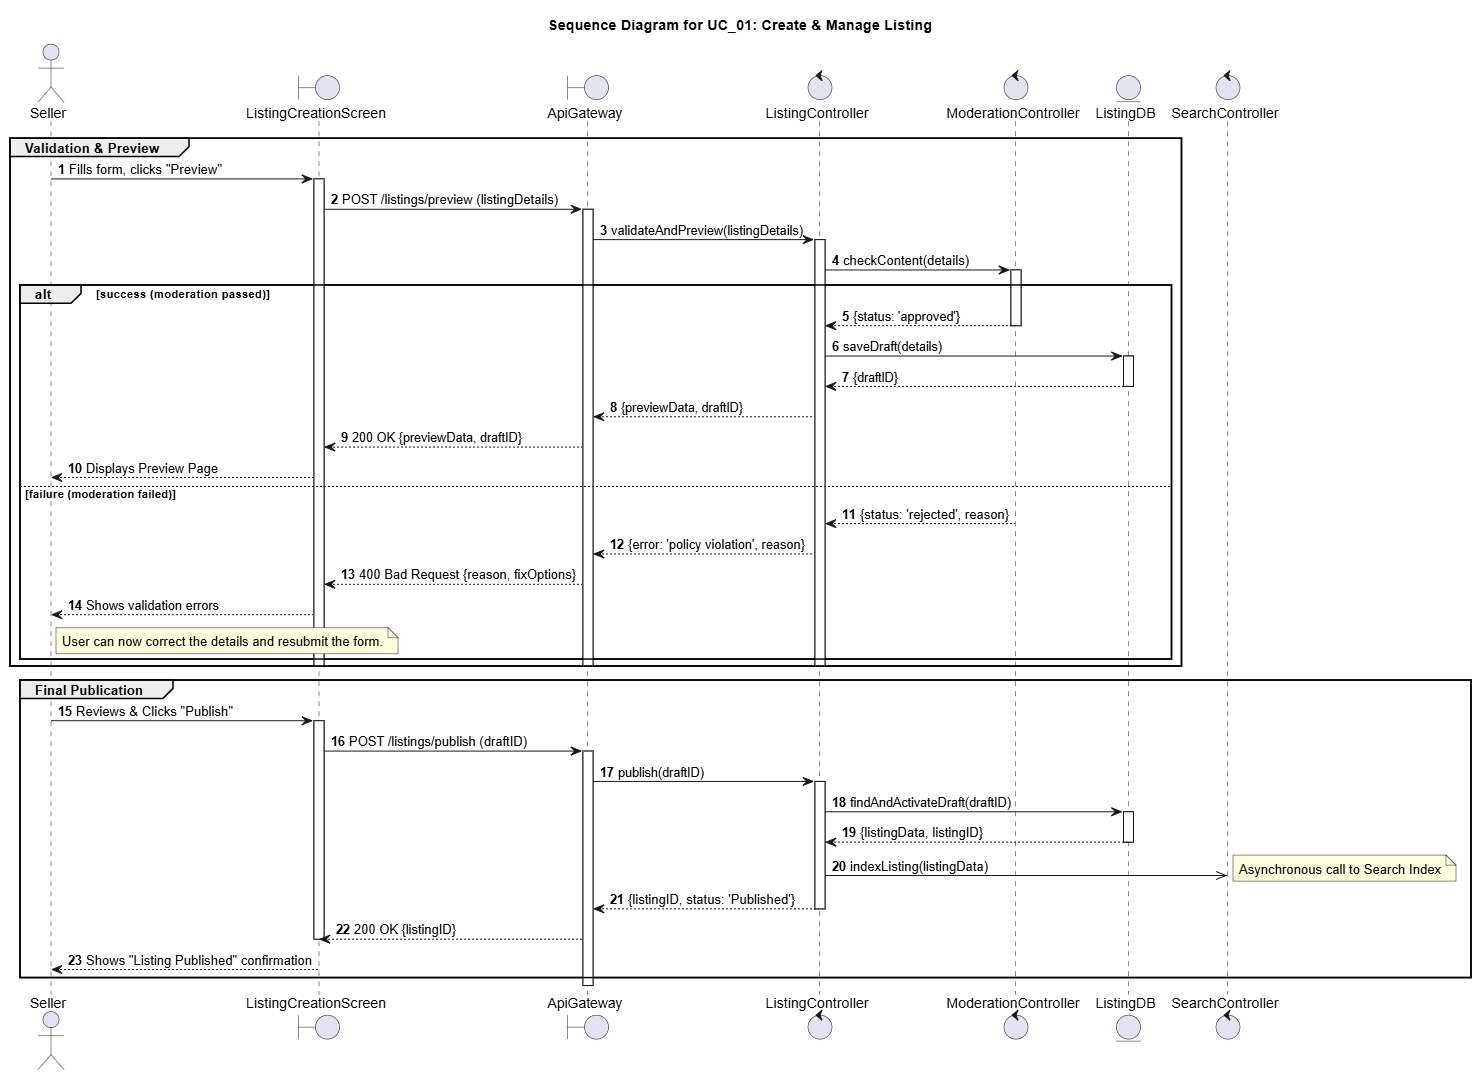 Sequence Diagram for UC_01: Create & Manage Listing
Seller
ListingCreationScreen
ApiGateway
ListingController
ModerationController
ListingDB
SearchController
Validation & Preview
1 Fills form, clicks "Preview"
2 POST /listings/preview (listingDetails)
3 validateAndPreview(listingDetails)
4 checkContent(details)
alt
[success (moderation passed)]
5 {status: 'approved'}
6 saveDraft(details)
7 {draftID}
8 {previewData, draftID}
9 200 OK {previewData, draftID}
10 Displays Preview Page
[failure (moderation failed)]
11 {status: 'rejected', reason}
12 {error: 'policy violation', reason}
13 400 Bad Request {reason, fixOptions}
14 Shows validation errors
User can now correct the details and resubmit the form.
Final Publication
15 Reviews & Clicks "Publish"
16 POST /listings/publish (draftID)
17 publish(draftID)
18 findAndActivateDraft(draftID)
19 {listingData, listingID}
20 indexListing(listingData)
Asynchronous call to Search Index
21 {listingID, status: 'Published'}
22 200 OK {listingID}
23 Shows "Listing Published" confirmation
Seller
ListingCreationScreen
ApiGateway
ListingController
ModerationController
ListingDB
SearchController